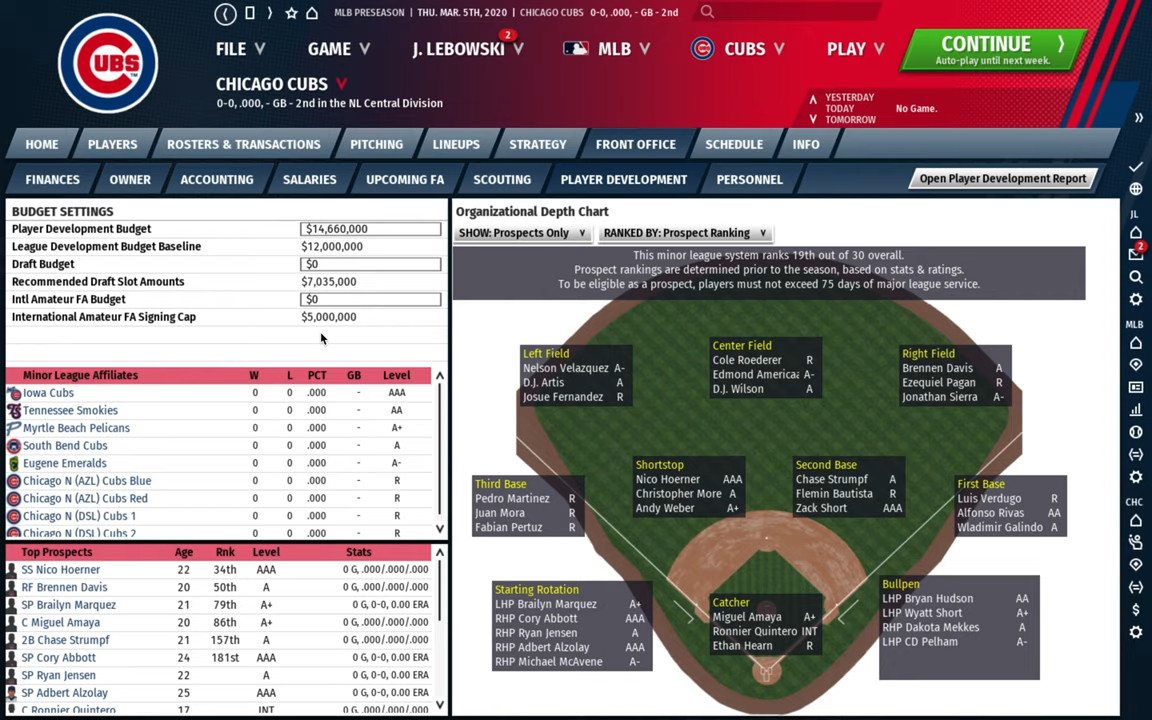 MLB PRESEASON | THU. MAR. 5TH, 2020 | CHICAGO CUBS 0-0, .000, - GB - 2nd
FILE GAME J. LEBOWSKI 2 MLB CUBS PLAY
CONTINUE
Auto-play until next week.
CUBS
CHICAGO CUBS
0-0, .000, - GB - 2nd in the NL Central Division
YESTERDAY
TODAY No Game.
TOMORROW
HOME PLAYERS ROSTERS & TRANSACTIONS PITCHING LINEUPS STRATEGY FRONT OFFICE SCHEDULE INFO
FINANCES OWNER ACCOUNTING SALARIES UPCOMING FA SCOUTING PLAYER DEVELOPMENT PERSONNEL Open Player Development Report
BUDGET SETTINGS
Player Development Budget $14,660,000
League Development Budget Baseline $12,000,000
Draft Budget $0
Recommended Draft Slot Amounts $7,035,000
Intl Amateur FA Budget $0
International Amateur FA Signing Cap $5,000,000
Minor League Affiliates W L PCT GB Level
Iowa Cubs 0 0 .000 - AAA
Tennessee Smokies 0 0 .000 - AA
Myrtle Beach Pelicans 0 0 .000 - A+
South Bend Cubs 0 0 .000 - A
Eugene Emeralds 0 0 .000 - A-
Chicago N (AZL) Cubs Blue 0 0 .000 - R
Chicago N (AZL) Cubs Red 0 0 .000 - R
Chicago N (DSL) Cubs 1 0 0 .000 - R
Chicago N (DSL) Cubs 2 0 0 .000 - R
Top Prospects Age Rnk Level Stats
SS Nico Hoerner 22 34th AAA 0 G, .000/.000/.000
RF Brennen Davis 20 50th A 0 G, .000/.000/.000
SP Brailyn Marquez 21 79th A+ 0 G, 0-0, 0.00 ERA
C Miguel Amaya 20 86th A+ 0 G, .000/.000/.000
2B Chase Strumpf 21 157th A 0 G, .000/.000/.000
SP Cory Abbott 24 181st AAA 0 G, 0-0, 0.00 ERA
SP Ryan Jensen 22 A 0 G, 0-0, 0.00 ERA
SP Adbert Alzolay 25 AAA 0 G, 0-0, 0.00 ERA
C Ronnier Quintero 17 INT 0 G, .000/.000/.000
Organizational Depth Chart
SHOW: Prospects Only RANKED BY: Prospect Ranking
This minor league system ranks 19th out of 30 overall.
Prospect rankings are determined prior to the season, based on stats & ratings.
To be eligible as a prospect, players must not exceed 75 days of major league service.
Left Field
Nelson Velazquez A-
D.J. Artis A
Josue Fernandez R
Center Field
Cole Roederer R
Edmond Americaa A-
D.J. Wilson A
Right Field
Brennen Davis A
Ezequiel Pagan R
Jonathan Sierra A-
Third Base
Pedro Martinez R
Juan Mora R
Fabian Pertuz R
Shortstop
Nico Hoerner AAA
Christopher More A
Andy Weber A+
Second Base
Chase Strumpf A
Flemin Bautista R
Zack Short AAA
First Base
Luis Verdugo R
Alfonso Rivas AA
Wladimir Galindo A
Starting Rotation
LHP Brailyn Marquez A+
RHP Cory Abbott AAA
RHP Ryan Jensen A
RHP Adbert Alzolay AAA
RHP Michael McAvene A-
Catcher
Miguel Amaya A+
Ronnier Quintero INT
Ethan Hearn R
Bullpen
LHP Bryan Hudson AA
LHP Wyatt Short A+
RHP Dakota Mekkes A
LHP CD Pelham A-
JL
2
MLB
CHC